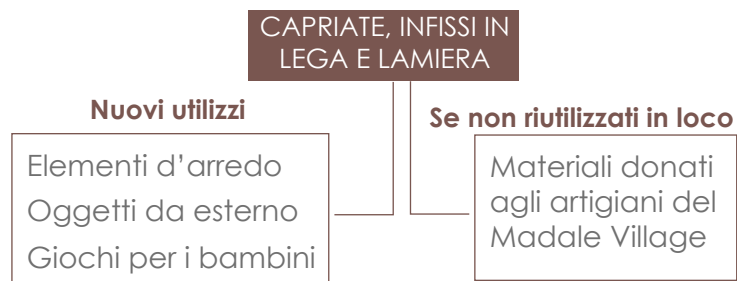 CAPRIATE, INFISSI IN
LEGA E LAMIERA
Nuovi utilizzi
Elementi d'arredo
Oggetti da esterno
Giochi per i bambini
Se non riutilizzati in loco
Materiali donati
agli artigiani del
Madale Village